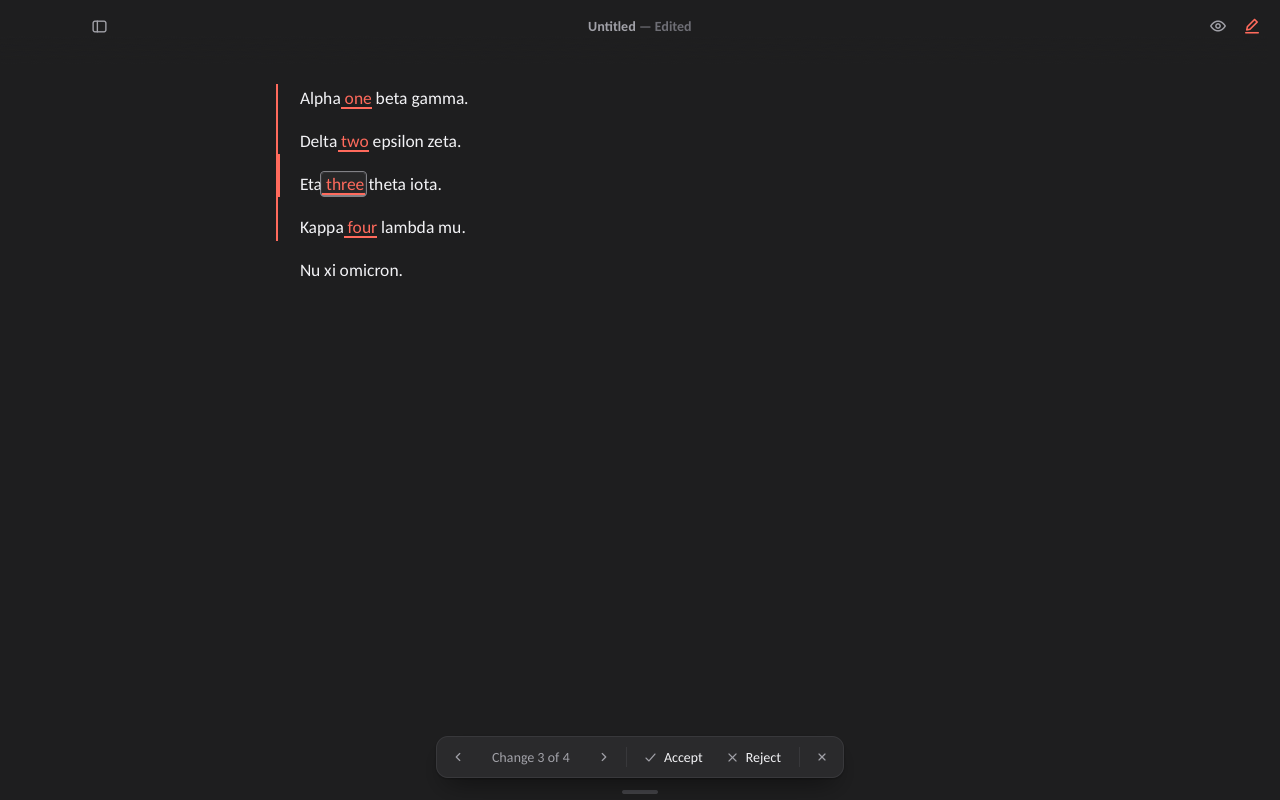 Untitled — Edited
Alpha one beta gamma.
Delta two epsilon zeta.
Eta three theta iota.
Kappa four lambda mu.
Nu xi omicron.
Change 3 of 4 Accept Reject